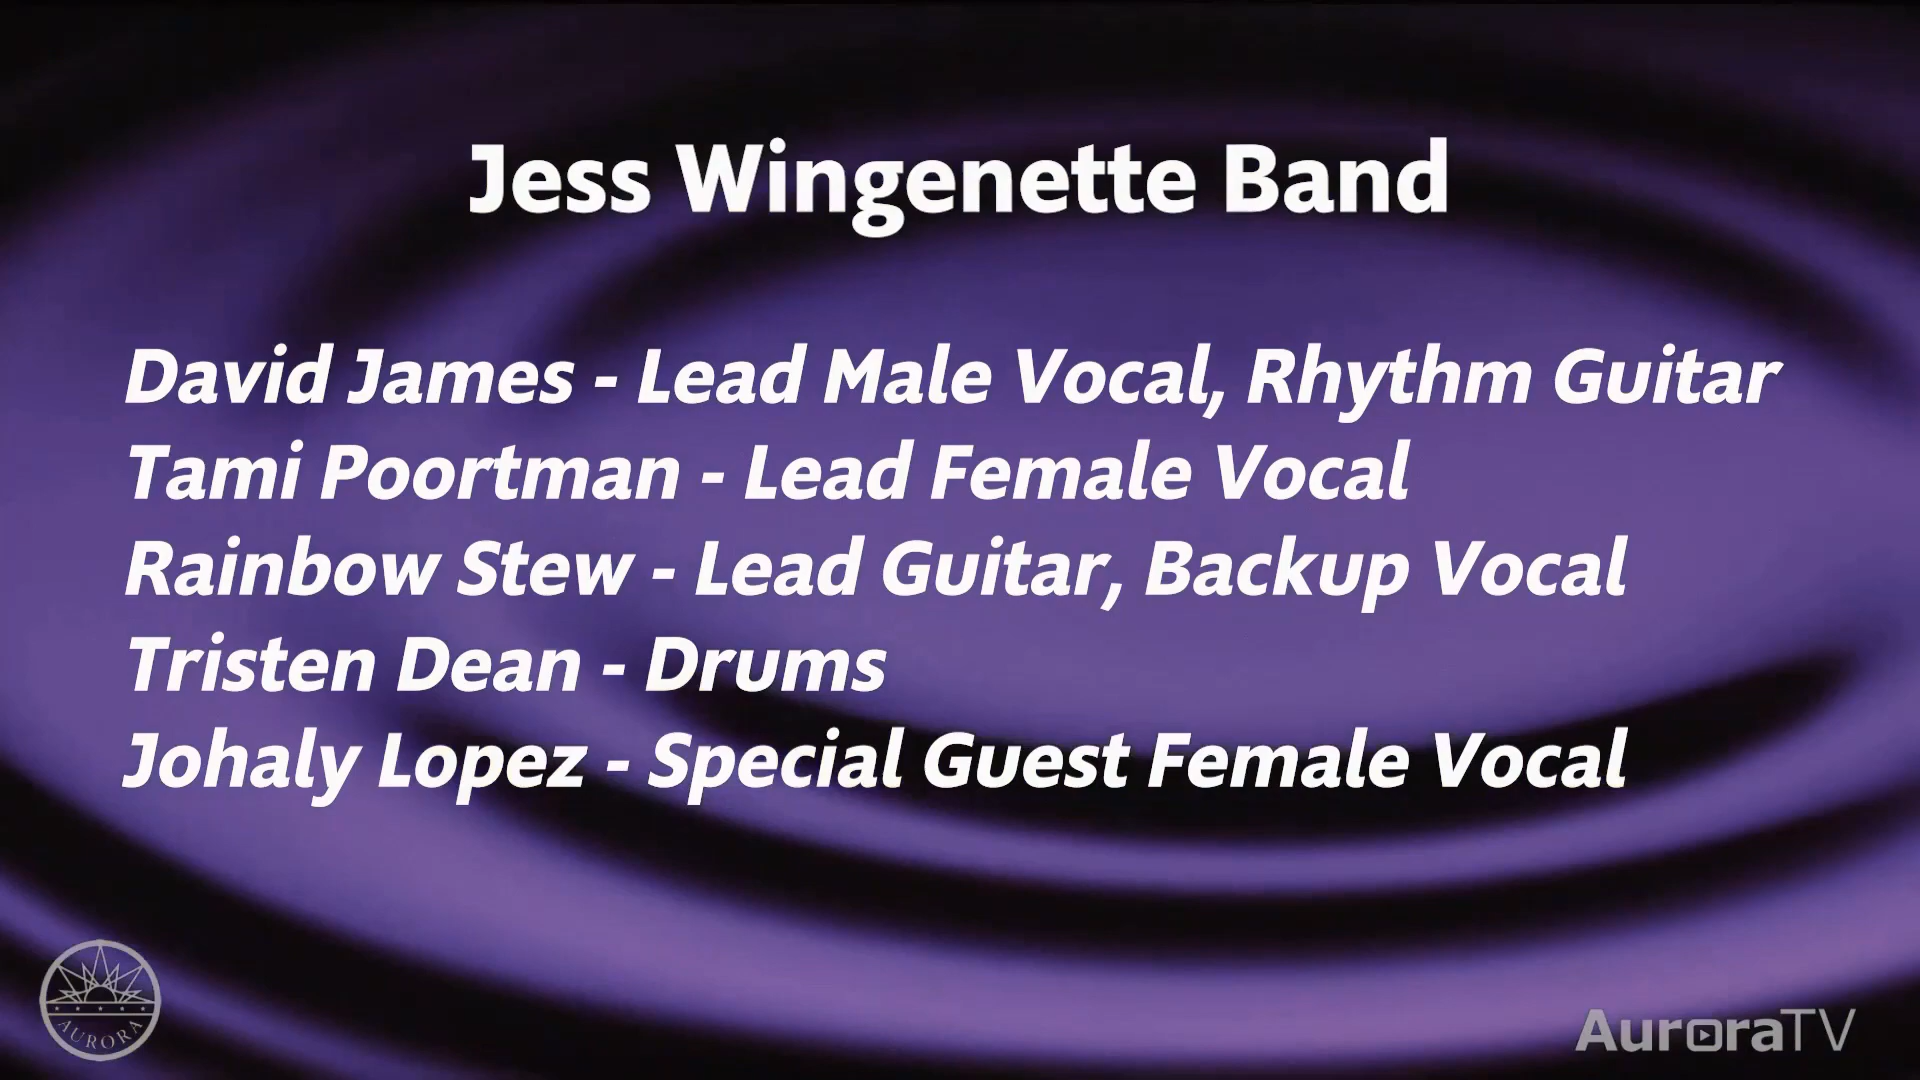 Jess Wingenette Band
David James - Lead Male Vocal, Rhythm Guitar
Tami Poortman - Lead Female Vocal
Rainbow Stew - Lead Guitar, Backup Vocal
Tristen Dean - Drums
Johaly Lopez - Special Guest Female Vocal
AURORA
AuroraTV